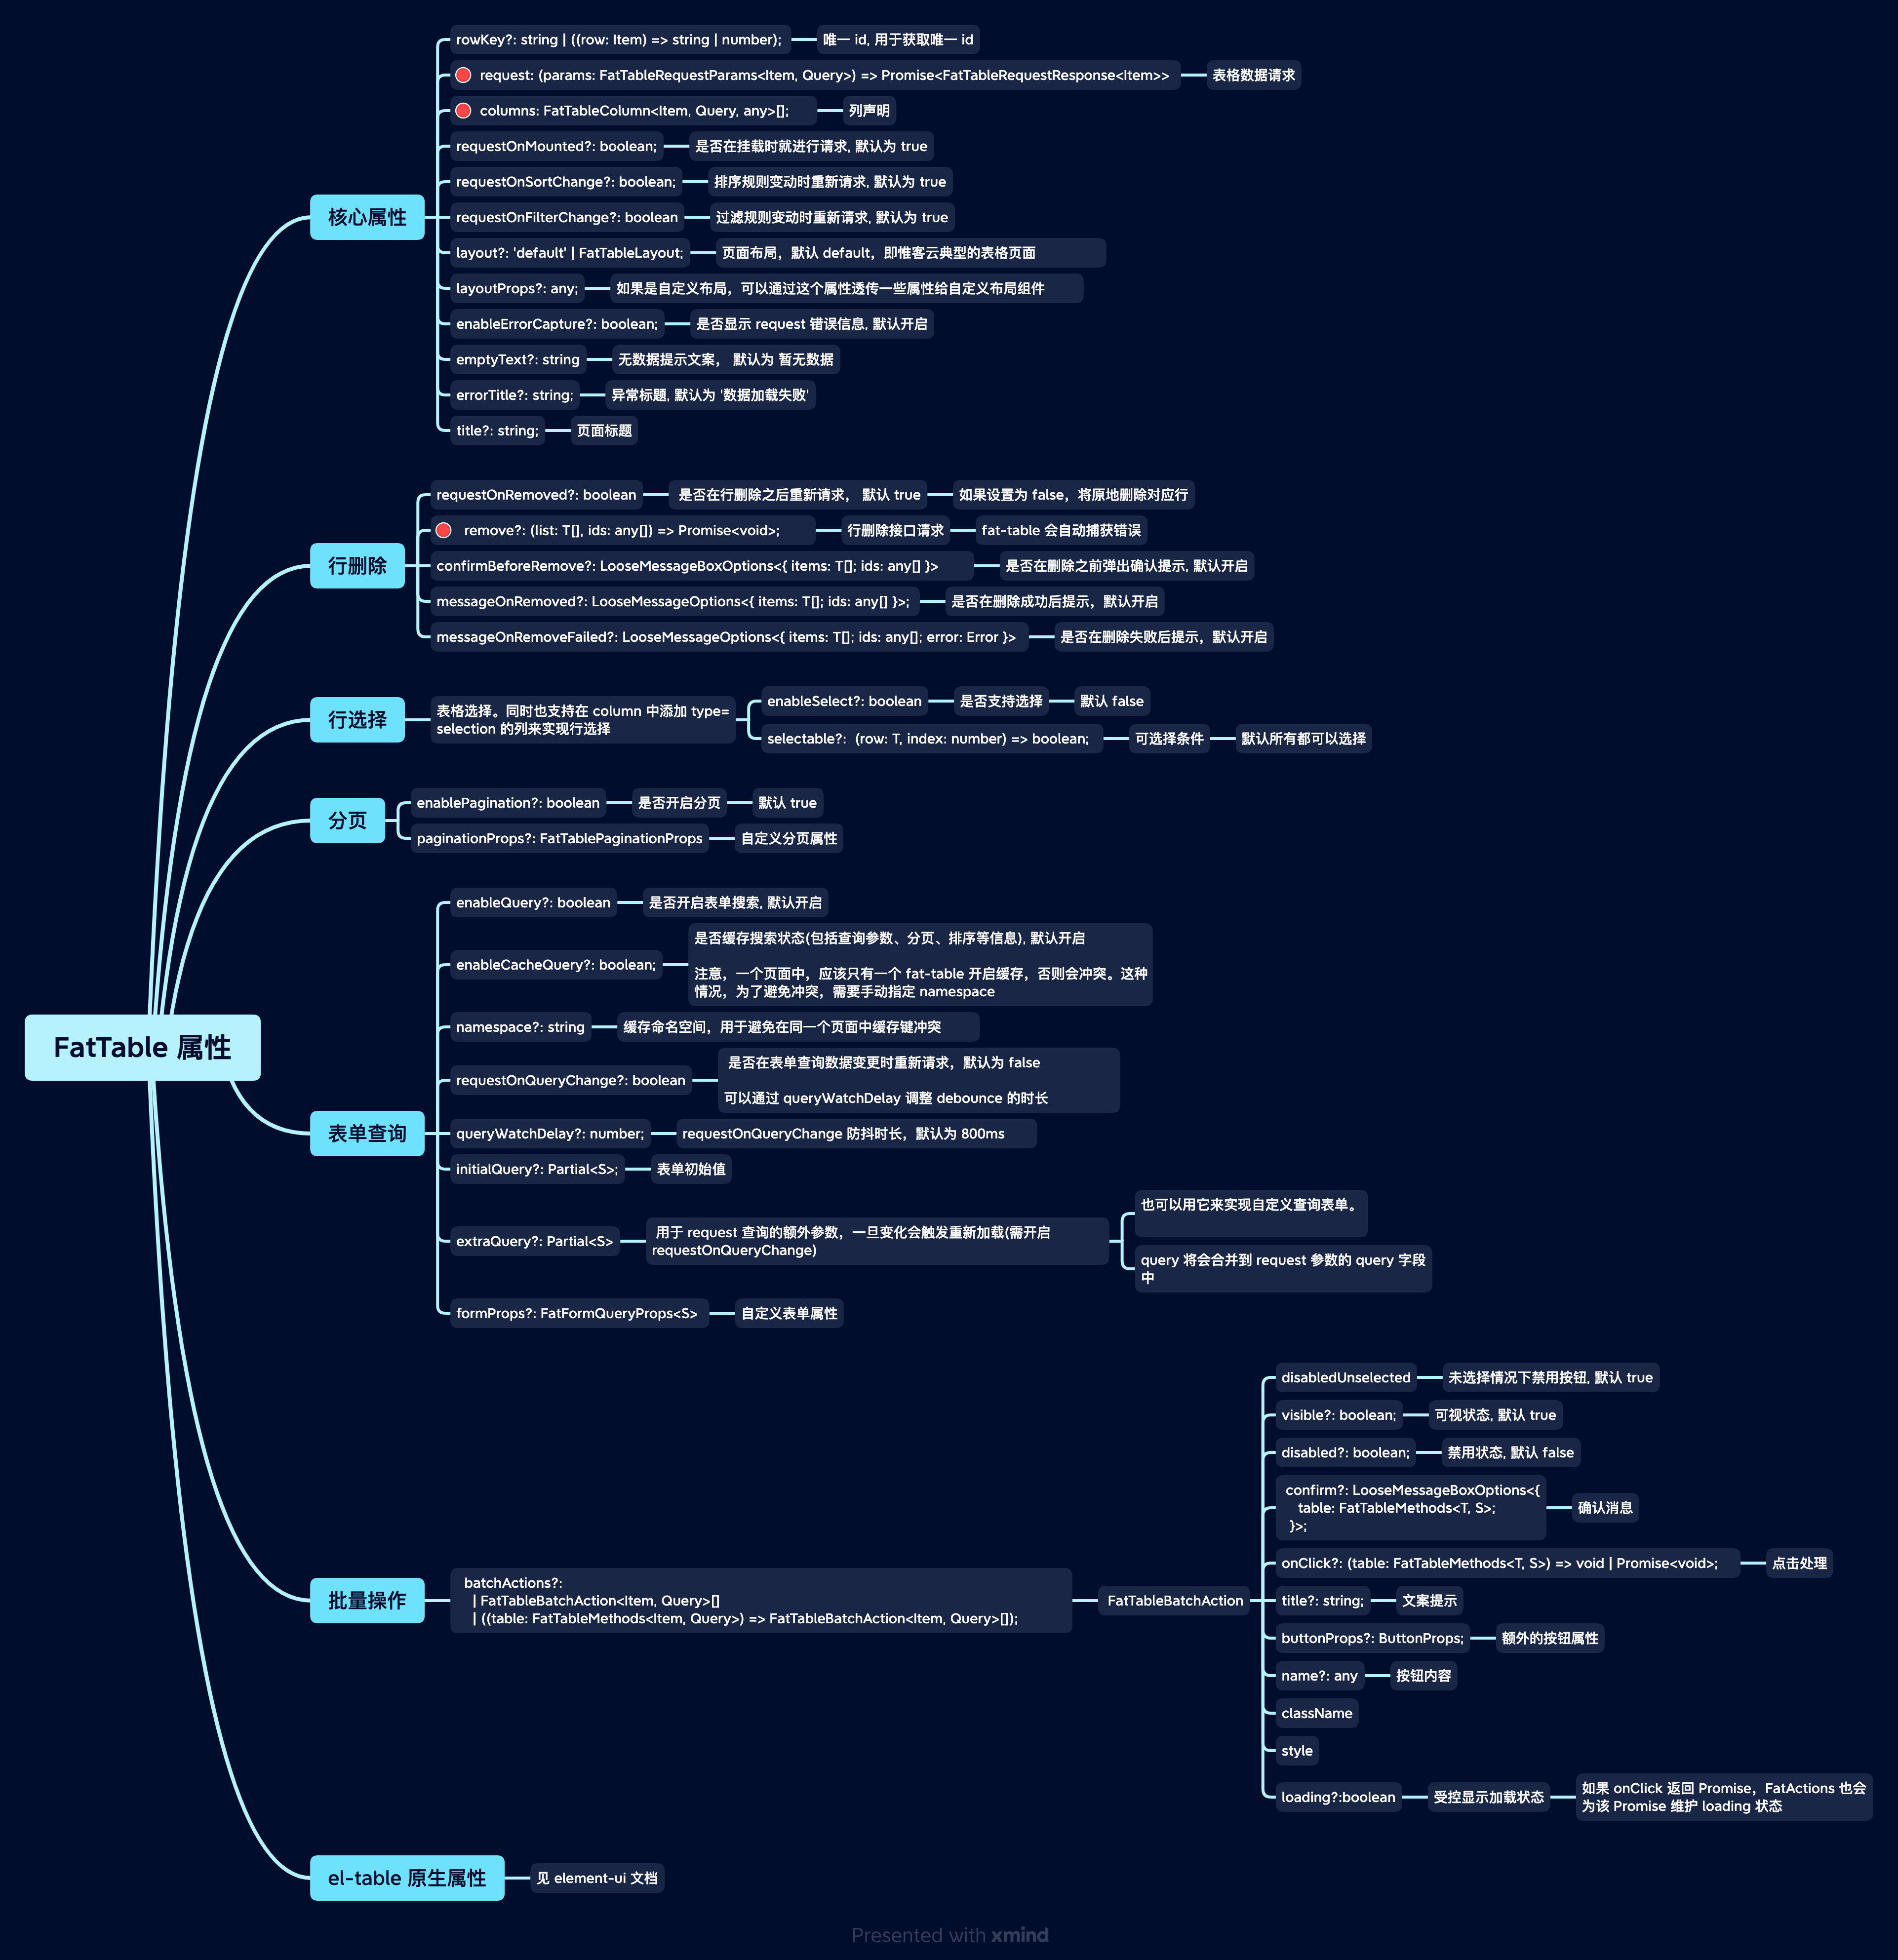 FatTable 属性
核心属性
rowKey?: string | ((row: Item) => string | number);
唯一 id, 用于获取唯一 id
request: (params: FatTableRequestParams<Item, Query>) => Promise<FatTableRequestResponse<Item>>
表格数据请求
columns: FatTableColumn<Item, Query, any>[];
列声明
requestOnMounted?: boolean;
是否在挂载时就进行请求, 默认为 true
requestOnSortChange?: boolean;
排序规则变动时重新请求, 默认为 true
requestOnFilterChange?: boolean
过滤规则变动时重新请求, 默认为 true
layout?: 'default' | FatTableLayout;
页面布局，默认 default，即惟客云典型的表格页面
layoutProps?: any;
如果是自定义布局，可以通过这个属性透传一些属性给自定义布局组件
enableErrorCapture?: boolean;
是否显示 request 错误信息, 默认开启
emptyText?: string
无数据提示文案， 默认为 暂无数据
errorTitle?: string;
异常标题, 默认为 '数据加载失败'
title?: string;
页面标题
行删除
requestOnRemoved?: boolean
是否在行删除之后重新请求， 默认 true
如果设置为 false，将原地删除对应行
remove?: (list: T[], ids: any[]) => Promise<void>;
行删除接口请求
fat-table 会自动捕获错误
confirmBeforeRemove?: LooseMessageBoxOptions<{ items: T[]; ids: any[] }>
是否在删除之前弹出确认提示, 默认开启
messageOnRemoved?: LooseMessageOptions<{ items: T[]; ids: any[] }>;
是否在删除成功后提示，默认开启
messageOnRemoveFailed?: LooseMessageOptions<{ items: T[]; ids: any[]; error: Error }>
是否在删除失败后提示，默认开启
行选择
表格选择。同时也支持在 column 中添加 type=
selection 的列来实现行选择
enableSelect?: boolean
是否支持选择
默认 false
selectable?: (row: T, index: number) => boolean;
可选择条件
默认所有都可以选择
分页
enablePagination?: boolean
是否开启分页
默认 true
paginationProps?: FatTablePaginationProps
自定义分页属性
表单查询
enableQuery?: boolean
是否开启表单搜索, 默认开启
enableCacheQuery?: boolean;
是否缓存搜索状态(包括查询参数、分页、排序等信息), 默认开启
注意，一个页面中，应该只有一个 fat-table 开启缓存，否则会冲突。这种
情况，为了避免冲突，需要手动指定 namespace
namespace?: string
缓存命名空间，用于避免在同一个页面中缓存键冲突
requestOnQueryChange?: boolean
是否在表单查询数据变更时重新请求，默认为 false
可以通过 queryWatchDelay 调整 debounce 的时长
queryWatchDelay?: number;
requestOnQueryChange 防抖时长，默认为 800ms
initialQuery?: Partial<S>;
表单初始值
extraQuery?: Partial<S>
用于 request 查询的额外参数，一旦变化会触发重新加载(需开启
requestOnQueryChange)
也可以用它来实现自定义查询表单。
query 将会合并到 request 参数的 query 字段
中
formProps?: FatFormQueryProps<S>
自定义表单属性
批量操作
batchActions?:
| FatTableBatchAction<Item, Query>[]
| ((table: FatTableMethods<Item, Query>) => FatTableBatchAction<Item, Query>[]);
FatTableBatchAction
disabledUnselected
未选择情况下禁用按钮, 默认 true
visible?: boolean;
可视状态, 默认 true
disabled?: boolean;
禁用状态, 默认 false
confirm?: LooseMessageBoxOptions<{
table: FatTableMethods<T, S>;
}>;
确认消息
onClick?: (table: FatTableMethods<T, S>) => void | Promise<void>;
点击处理
title?: string;
文案提示
buttonProps?: ButtonProps;
额外的按钮属性
name?: any
按钮内容
className
style
loading?:boolean
受控显示加载状态
如果 onClick 返回 Promise，FatActions 也会
为该 Promise 维护 loading 状态
el-table 原生属性
见 element-ui 文档
Presented with xmind